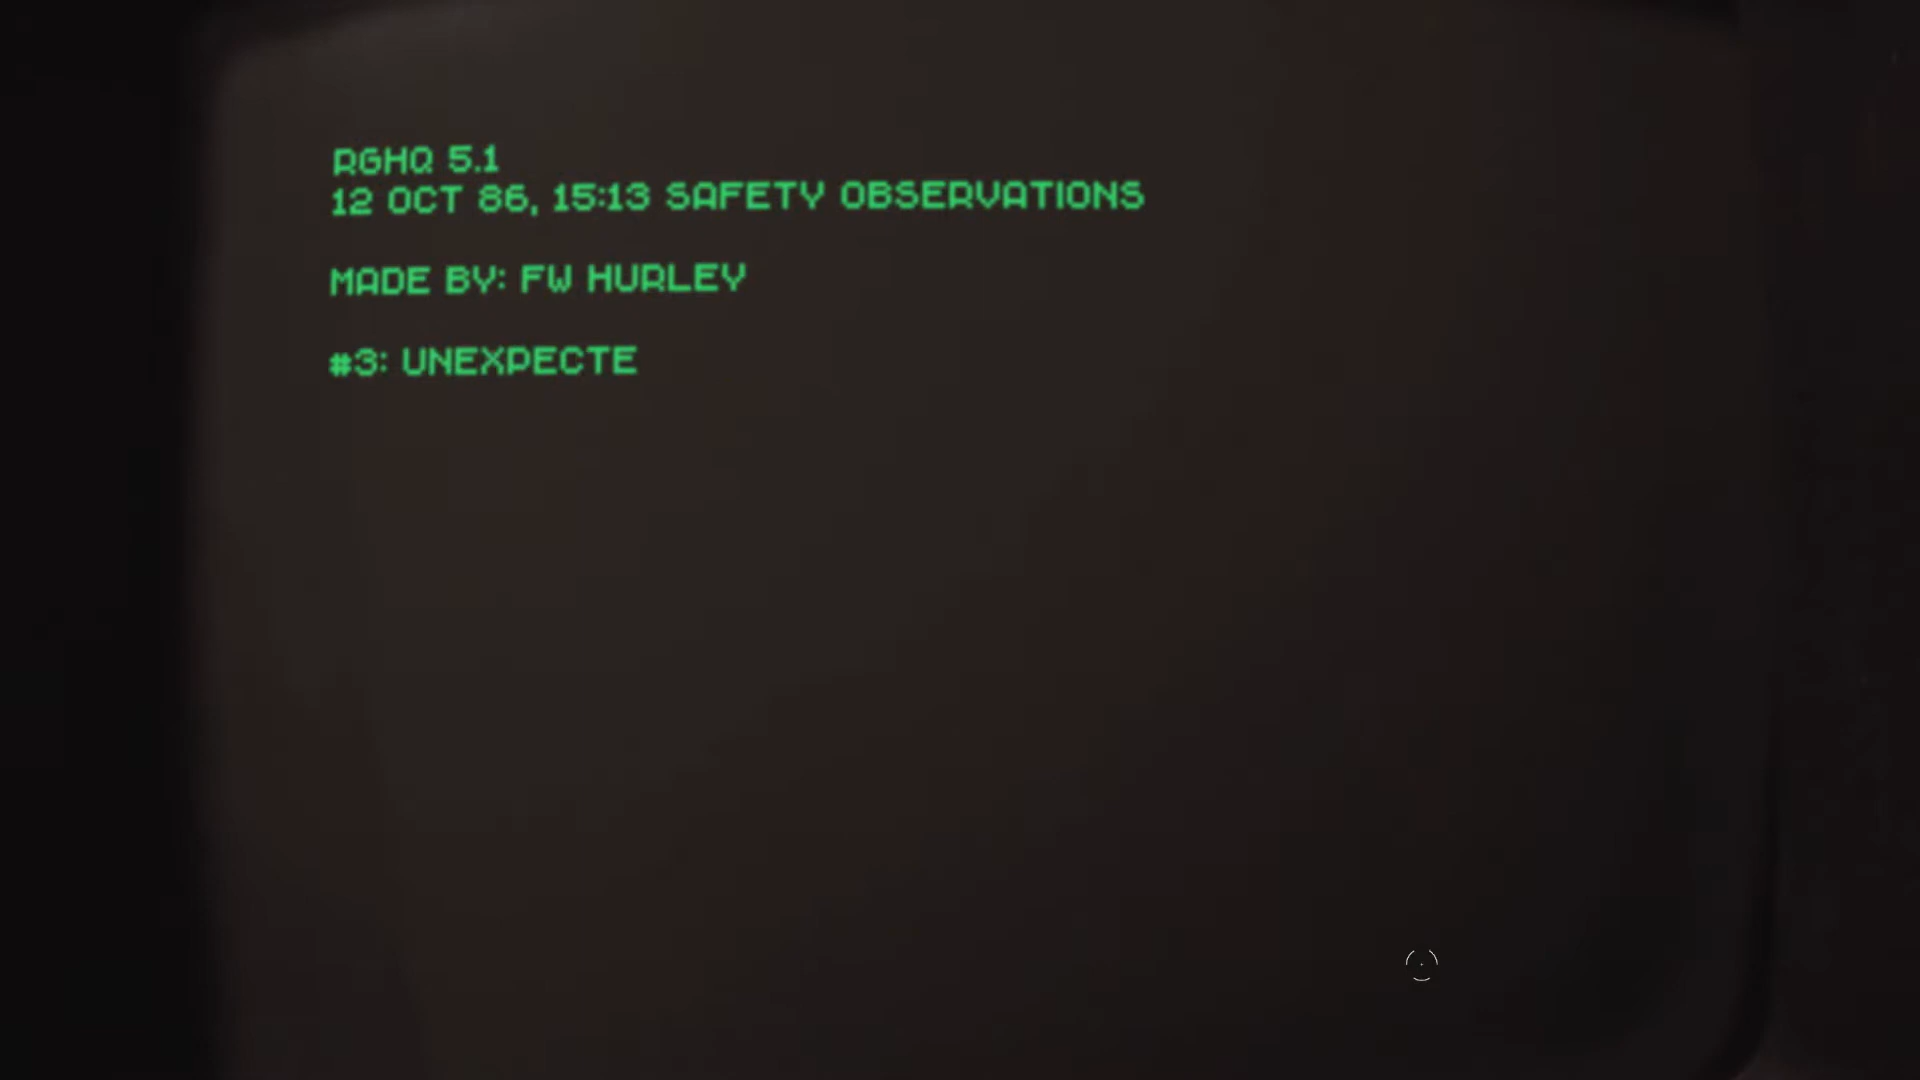 RGHQ 5.1
12 OCT 86, 15:13 SAFETY OBSERVATIONS
MADE BY: FW HURLEY
#3: UNEXPECTE